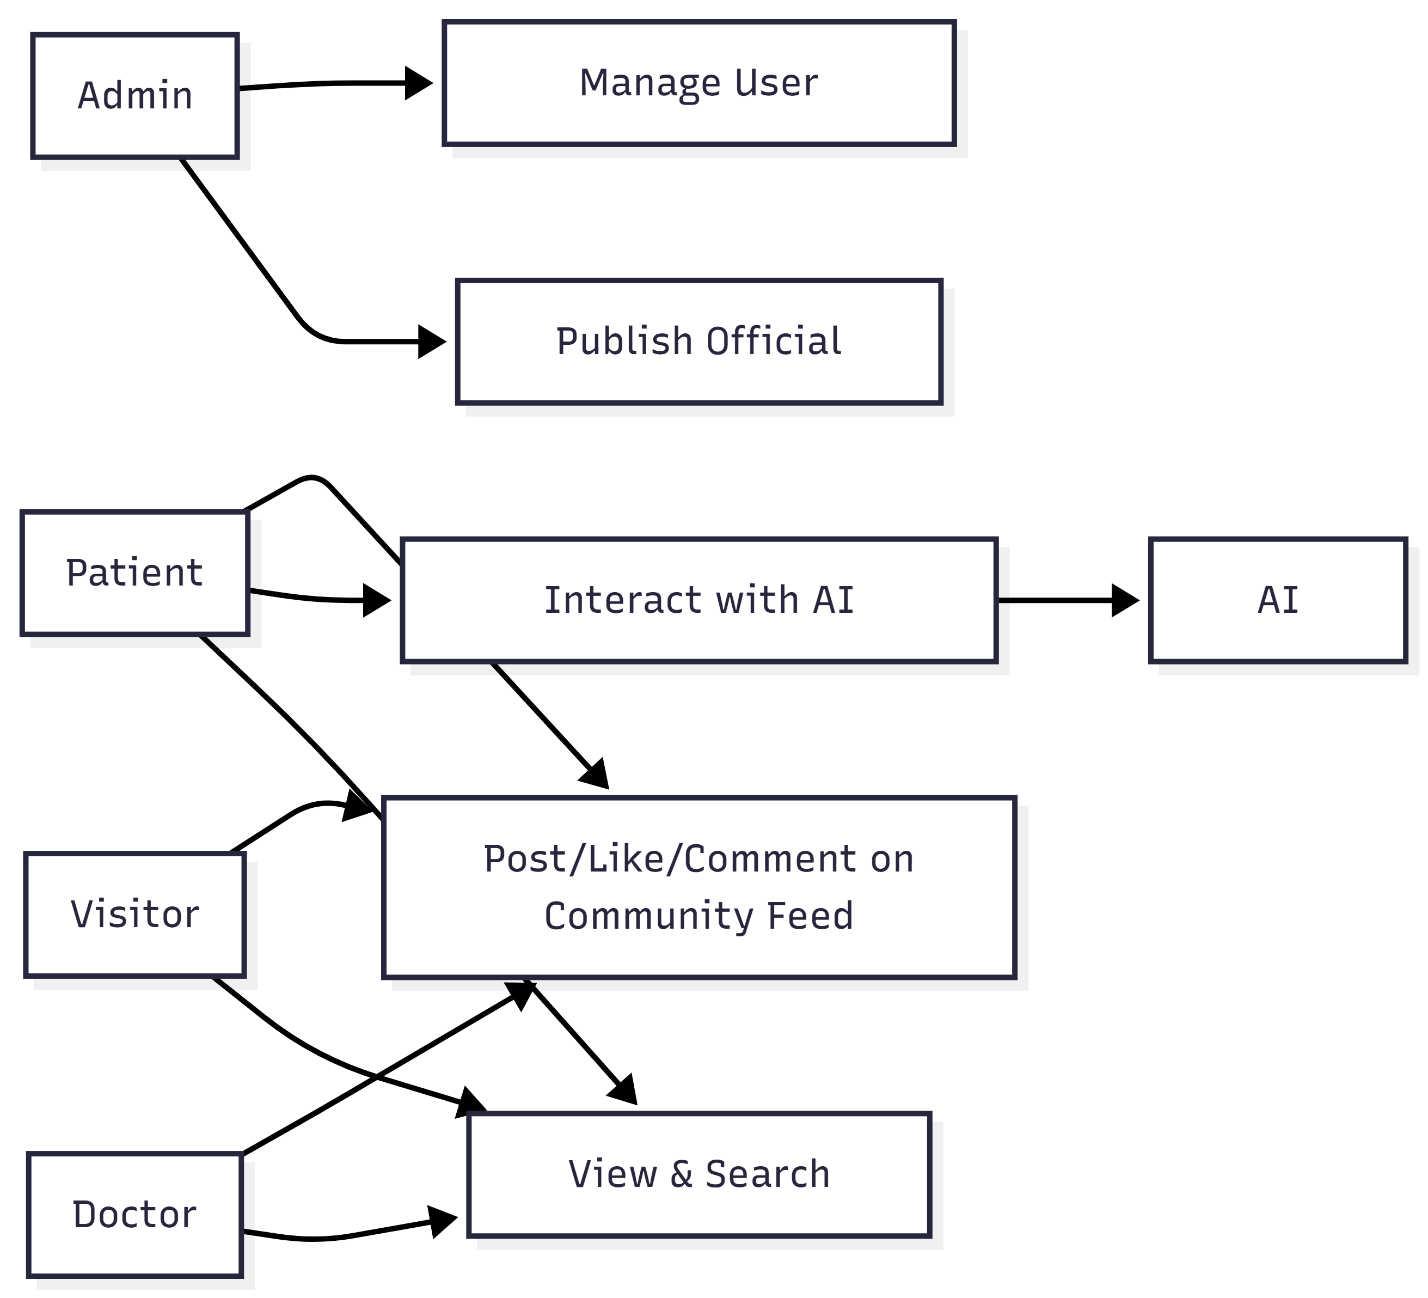 Admin
Manage User
Publish Official
Patient
Interact with AI
AI
Post/Like/Comment on
Community Feed
Visitor
View & Search
Doctor